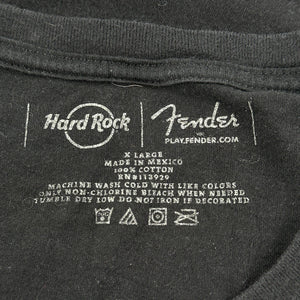 Hard Rock
Fender
PLAY.FENDER.COM
X LARGE
MADE IN MEXICO
100% COTTON
RN#113929
MACHINE WASH COLD WITH LIKE COLORS
ONLY NON-CHLORINE BLEACH WHEN NEEDED
TUMBLE DRY LOW DO NOT IRON IF DECORATED